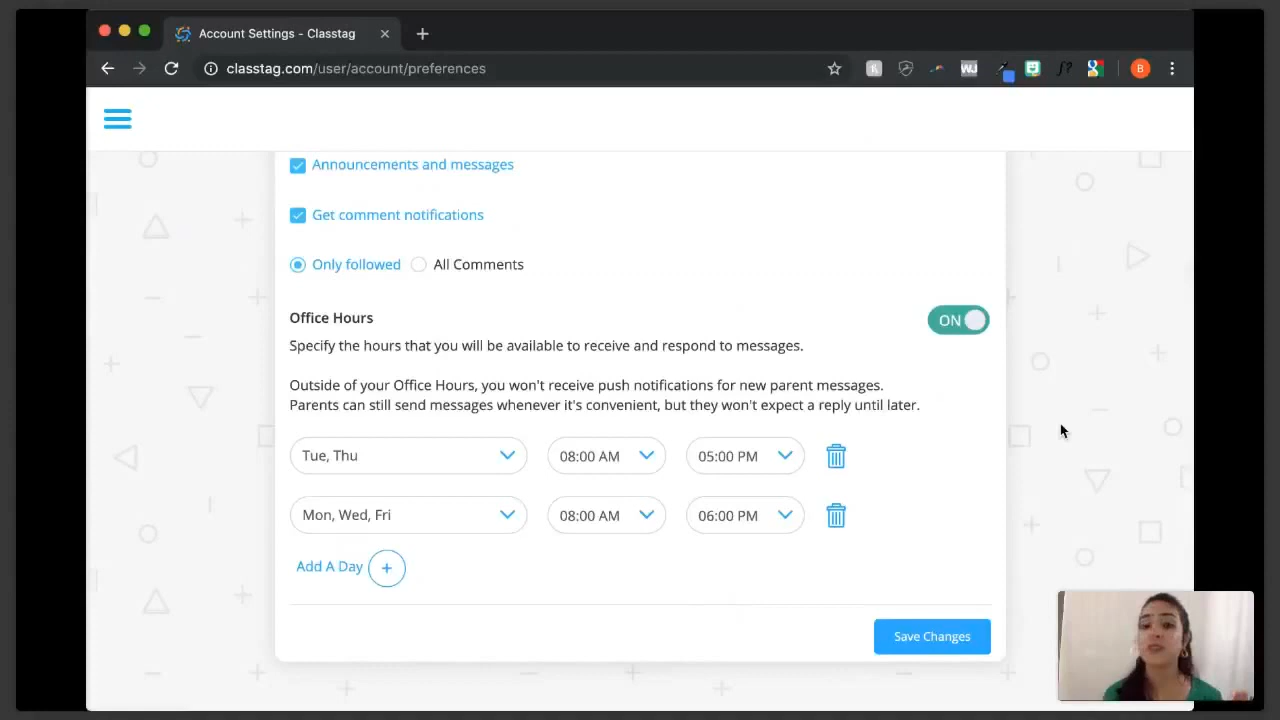 Account Settings - Classtag
classtag.com/user/account/preferences
WJ
f?
B
Announcements and messages
Get comment notifications
Only followed
All Comments
Office Hours
ON
Specify the hours that you will be available to receive and respond to messages.
Outside of your Office Hours, you won't receive push notifications for new parent messages.
Parents can still send messages whenever it's convenient, but they won't expect a reply until later.
Tue, Thu
08:00 AM
05:00 PM
Mon, Wed, Fri
08:00 AM
06:00 PM
Add A Day
Save Changes